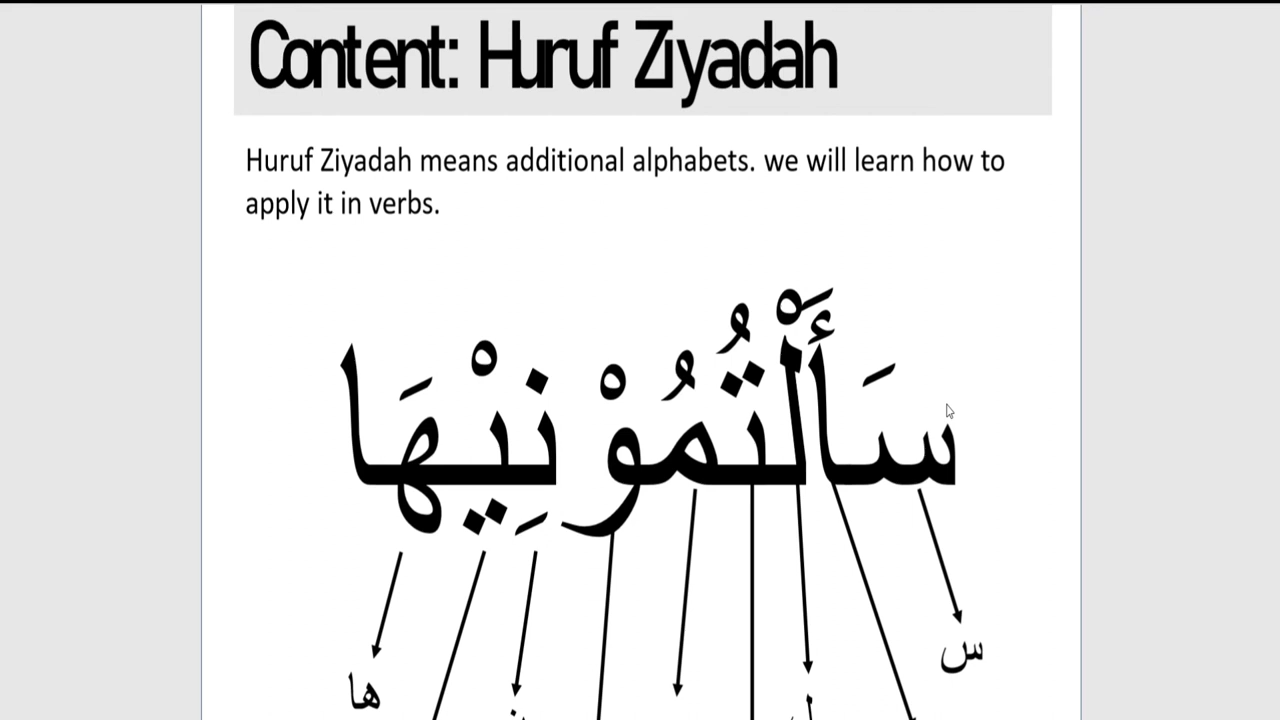 Content: Huruf Ziyadah
Huruf Ziyadah means additional alphabets. we will learn how to
apply it in verbs.
سَأَلْتُمُوْنِيْهَا
س
ها